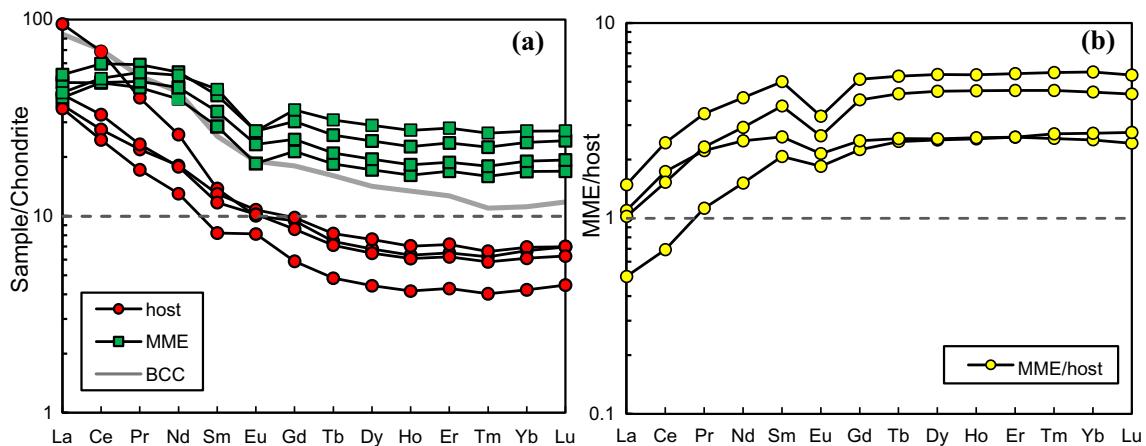 100
(a)
10
Sample/Chondrite
host
MME
BCC
1
La Ce Pr Nd Sm Eu Gd Tb Dy Ho Er Tm Yb Lu
10
(b)
MME/host
1
MME/host
0.1
La Ce Pr Nd Sm Eu Gd Tb Dy Ho Er Tm Yb Lu